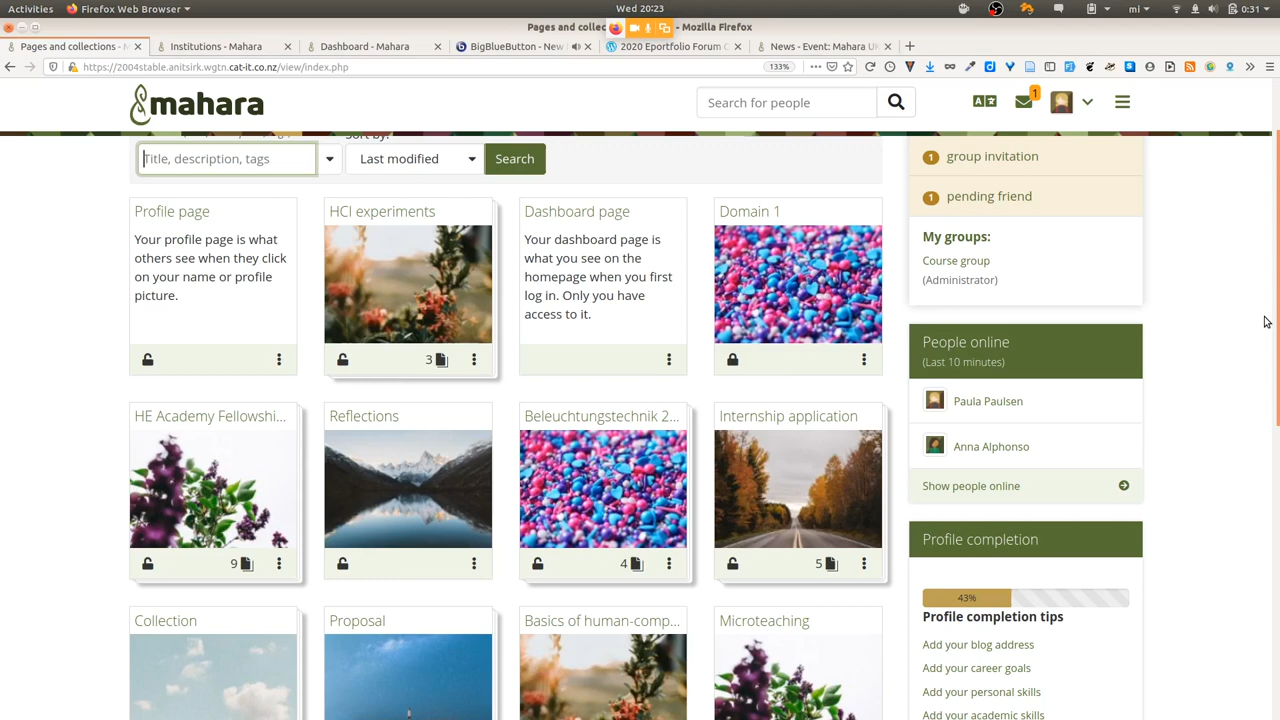 Activities Firefox Web Browser Wed 20:23 mi 0:31
Pages and collections - Mahara - Mozilla Firefox
Pages and collections - Institutions - Mahara Dashboard - Mahara BigBlueButton - New 2020 Eportfolio Forum C News - Event: Mahara UK
https://2004stable.anitsirk.wgtn.cat-it.co.nz/view/index.php 133%
mahara
Search for people
1
Sort by:
Title, description, tags
Last modified
Search
Profile page
Your profile page is what
others see when they click
on your name or profile
picture.
HCI experiments
3
Dashboard page
Your dashboard page is
what you see on the
homepage when you first
log in. Only you have
access to it.
Domain 1
HE Academy Fellowshi...
9
Reflections
Beleuchtungstechnik 2...
4
Internship application
5
Collection
Proposal
Basics of human-comp...
Microteaching
1 group invitation
1 pending friend
My groups:
Course group
(Administrator)
People online
(Last 10 minutes)
Paula Paulsen
Anna Alphonso
Show people online
Profile completion
43%
Profile completion tips
Add your blog address
Add your career goals
Add your personal skills
Add your academic skills